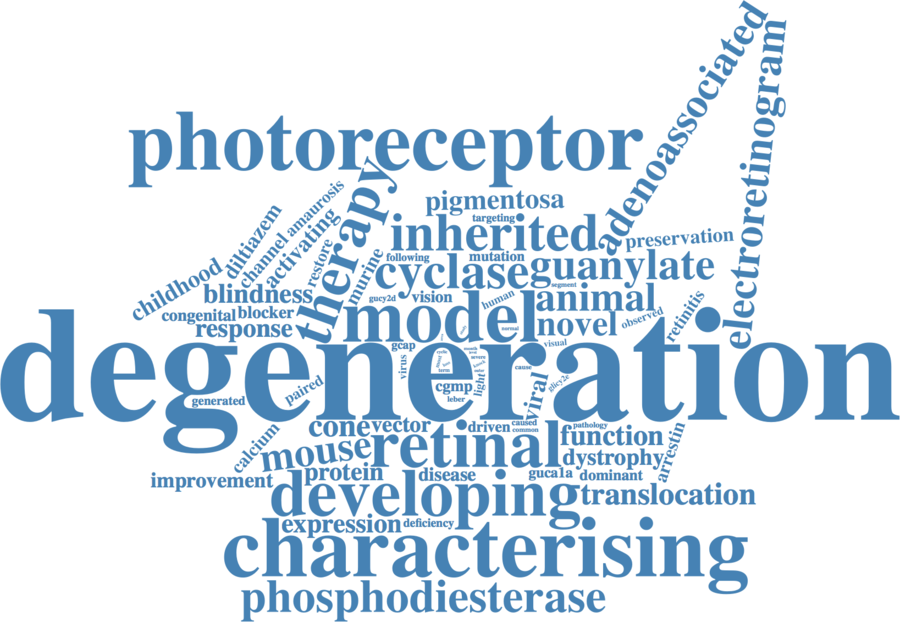 adenoassociated
electroretinogram
photoreceptor
therapy
pigmentosa
targeting
inherited
preservation
amaurosis
channel
diltiazem
activating
restore
murine
following
mutation
cyclase
guanylate
segment
childhood
blindness
gucy2d
vision
human
animal
congenital
blocker
model
novel
observed
retinitis
response
normal
visual
degeneration
gcap
virus
cgmp
light
cause
viral
leber
term
severe
cyclic
generated
paired
calcium
cone
vector
driven
caused
common
pathology
mouse
retinal
function
arrestin
dystrophy
improvement
protein
disease
guca1a
dominant
developing
translocation
expression
deficiency
characterising
phosphodiesterase